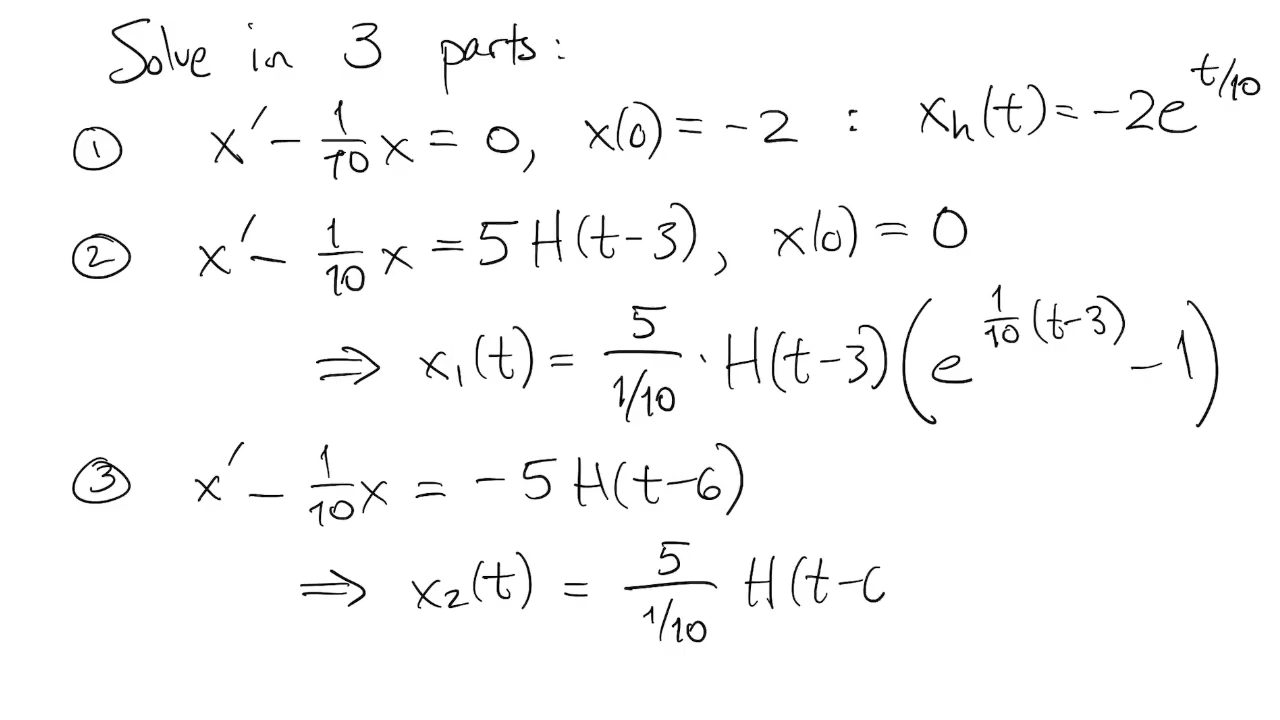 Solve in 3 parts:
① x′ − 1/10 x = 0, x(0) = −2 : xₕ(t) = −2e^(t/10)
② x′ − 1/10 x = 5 H(t−3), x(0) = 0
⇒ x₁(t) = 5/(1/10) · H(t−3)(e^(1/10 (t−3)) − 1)
③ x′ − 1/10 x = −5 H(t−6)
⇒ x₂(t) = 5/(1/10) H(t−